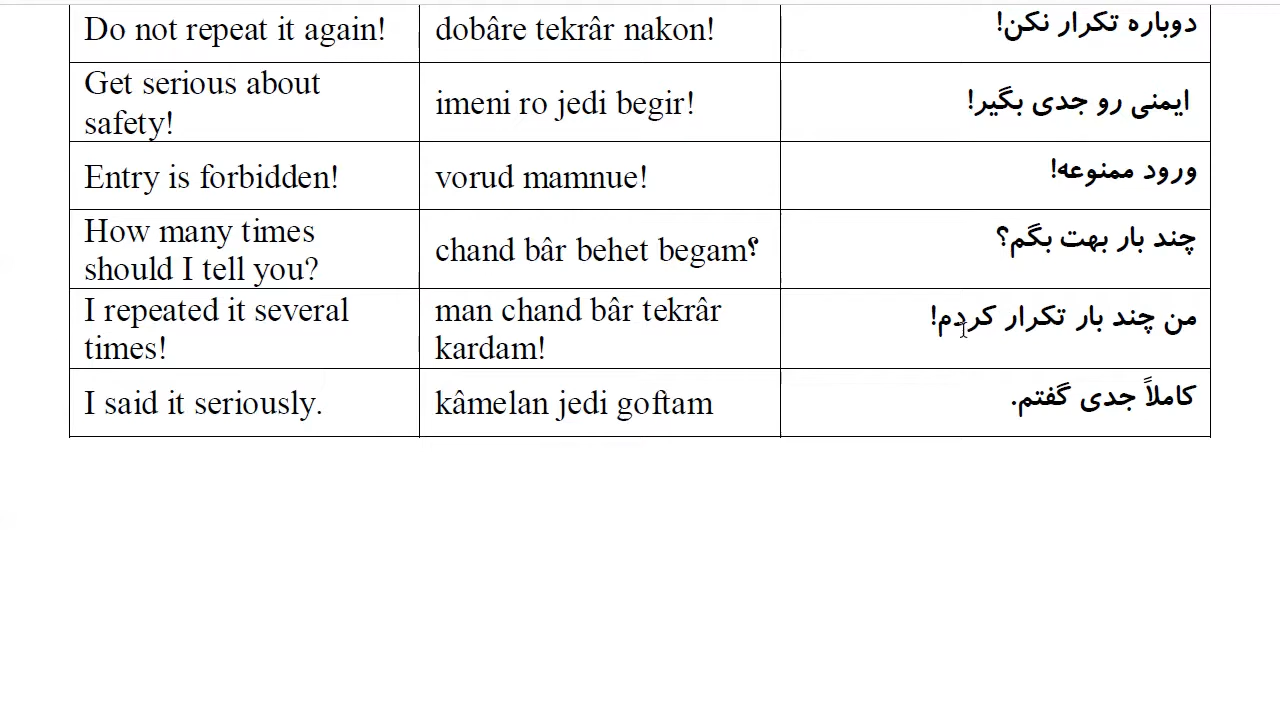 Do not repeat it again! dobâre tekrâr nakon! دوباره تکرار نکن!
Get serious about
safety!
imeni ro jedi begir!
ایمنی رو جدی بگیر!
Entry is forbidden! vorud mamnue! ورود ممنوعه!
How many times
should I tell you?
chand bâr behet begam؟
چند بار بهت بگم؟
I repeated it several
times!
man chand bâr tekrâr
kardam!
من چند بار تکرار کردم!
I said it seriously. kâmelan jedi goftam کاملاً جدی گفتم.